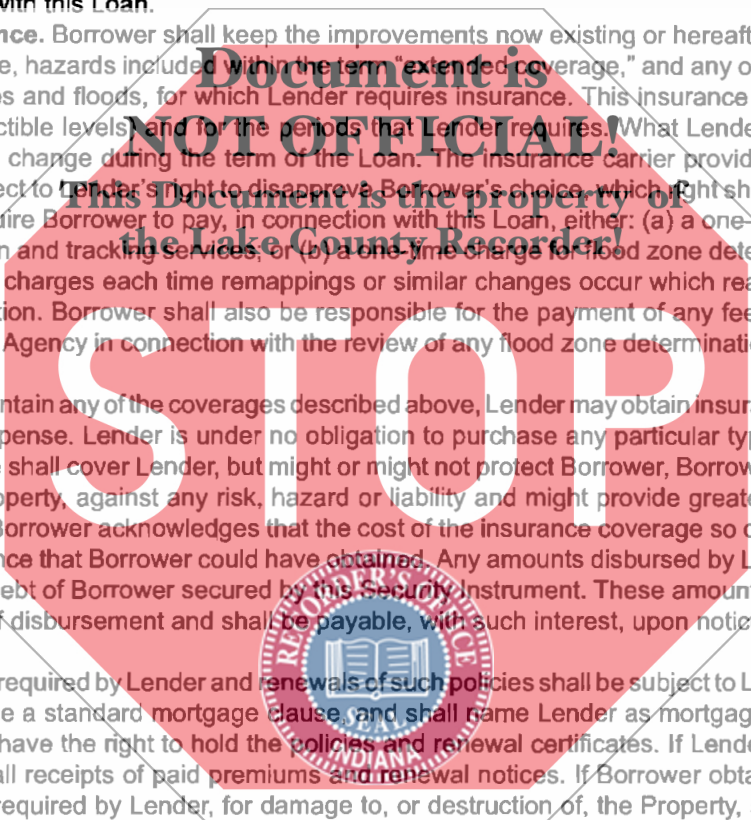 with this Loan.
nce. Borrower shall keep the improvements now existing or hereaft
e, hazards included within the term "extended coverage," and any o
es and floods, for which Lender requires insurance. This insurance
ctible levels) and for the periods that Lender requires. What Lende
change during the term of the Loan. The insurance carrier provid
ect to Lender's right to disapprove Borrower's choice, which right sh
uire Borrower to pay, in connection with this Loan, either: (a) a one-
n and tracking services; or (b) a one-time charge for flood zone dete
charges each time remappings or similar changes occur which rea
tion. Borrower shall also be responsible for the payment of any fee
Agency in connection with the review of any flood zone determinati
ntain any of the coverages described above, Lender may obtain insur
pense. Lender is under no obligation to purchase any particular typ
e shall cover Lender, but might or might not protect Borrower, Borrow
operty, against any risk, hazard or liability and might provide great
Borrower acknowledges that the cost of the insurance coverage so o
nce that Borrower could have obtained. Any amounts disbursed by L
ebt of Borrower secured by this Security Instrument. These amoun
f disbursement and shall be payable, with such interest, upon notic
required by Lender and renewals of such policies shall be subject to L
e a standard mortgage clause, and shall name Lender as mortgag
have the right to hold the policies and renewal certificates. If Lende
all receipts of paid premiums and renewal notices. If Borrower obta
required by Lender, for damage to, or destruction of, the Property,
Document is
NOT OFFICIAL!
This Document is the property of
the Lake County Recorder!
STOP
RECORDER'S OFFICE
SEAL
INDIANA